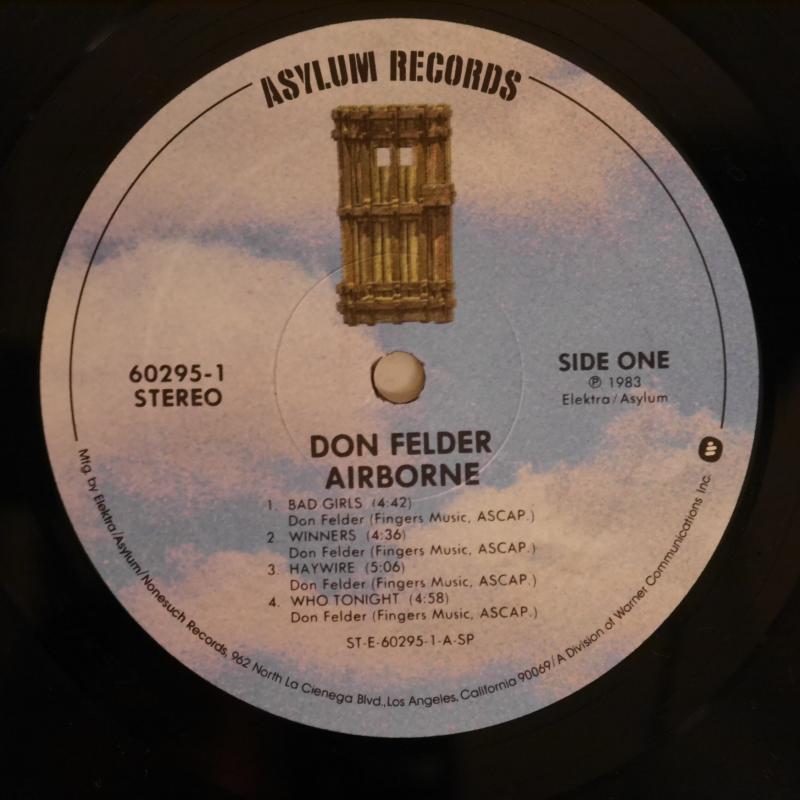 ASYLUM RECORDS
60295-1
STEREO
SIDE ONE
℗ 1983
Elektra/Asylum
DON FELDER
AIRBORNE
1. BAD GIRLS (4:42)
Don Felder (Fingers Music, ASCAP.)
2. WINNERS (4:36)
Don Felder (Fingers Music, ASCAP.)
3. HAYWIRE (5:06)
Don Felder (Fingers Music, ASCAP.)
4. WHO TONIGHT (4:58)
Don Felder (Fingers Music, ASCAP.)
ST-E-60295-1-A-SP
Mfg. by Elektra/Asylum/Nonesuch Records, 962 North La Cienega Blvd., Los Angeles, California 90069/A Division of Warner Communications Inc.